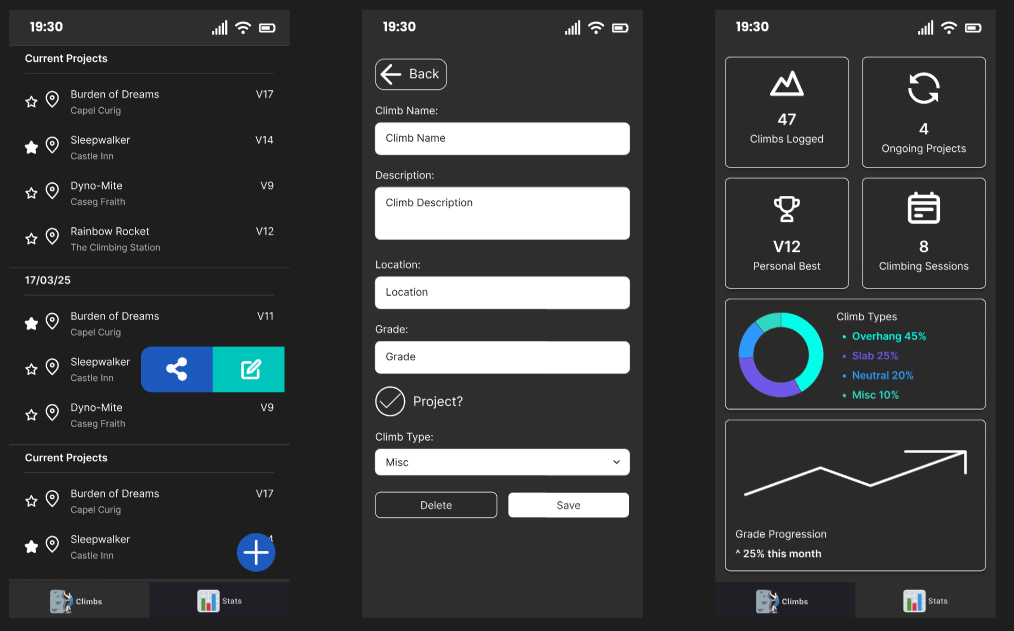 19:30
Current Projects
Burden of Dreams V17
Capel Curig
Sleepwalker V14
Castle Inn
Dyno-Mite V9
Caseg Fraith
Rainbow Rocket V12
The Climbing Station
17/03/25
Burden of Dreams V11
Capel Curig
Sleepwalker
Castle Inn
Dyno-Mite V9
Caseg Fraith
Current Projects
Burden of Dreams V17
Capel Curig
Sleepwalker 4
Castle Inn
Climbs Stats
19:30
Back
Climb Name:
Climb Name
Description:
Climb Description
Location:
Location
Grade:
Grade
Project?
Climb Type:
Misc
Delete Save
19:30
47
Climbs Logged
4
Ongoing Projects
V12
Personal Best
8
Climbing Sessions
Climb Types
• Overhang 45%
• Slab 25%
• Neutral 20%
• Misc 10%
Grade Progression
^ 25% this month
Climbs Stats